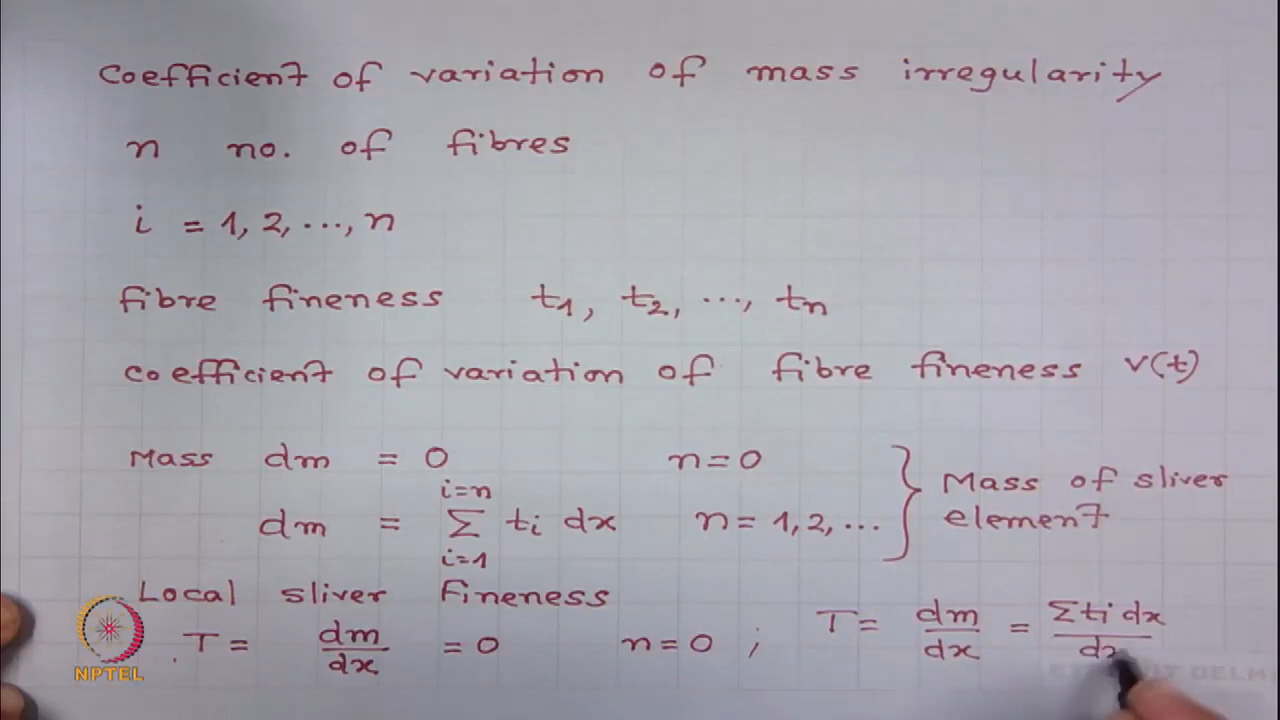 Coefficient of variation of mass irregularity
n no. of fibres
i = 1, 2, ..., n
fibre fineness t1, t2, ..., tn
coefficient of variation of fibre fineness v(t)
Mass dm = 0 n=0
dm = Σ_{i=1}^{i=n} ti dx n = 1, 2, ... } Mass of sliver element
Local sliver fineness
T = dm/dx = 0 n=0 ; T = dm/dx = Σ ti dx/dx
NPTEL